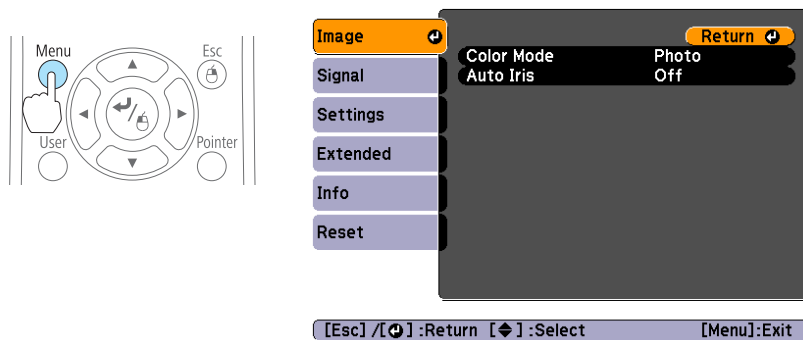 Menu
Esc
User
Pointer
Image
Signal
Settings
Extended
Info
Reset
Return
Color Mode Photo
Auto Iris Off
[Esc] /[ ] :Return [ ] :Select [Menu]:Exit